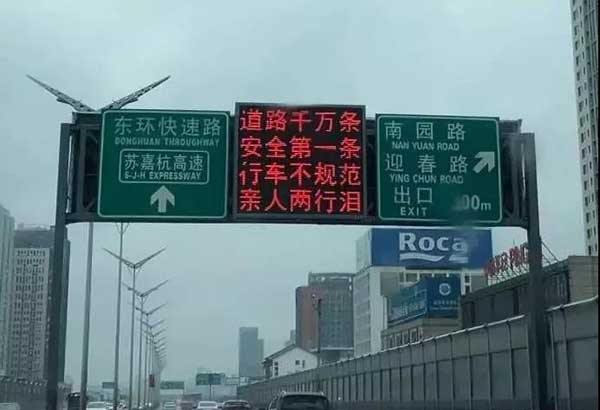 东环快速路
DONGHUAN THROUGHWAY
苏嘉杭高速
S-J-H EXPRESSWAY
道路千万条
安全第一条
行车不规范
亲人两行泪
南园路
NAN YUAN ROAD
迎春路
YING CHUN ROAD
出口
EXIT
00m
Roca